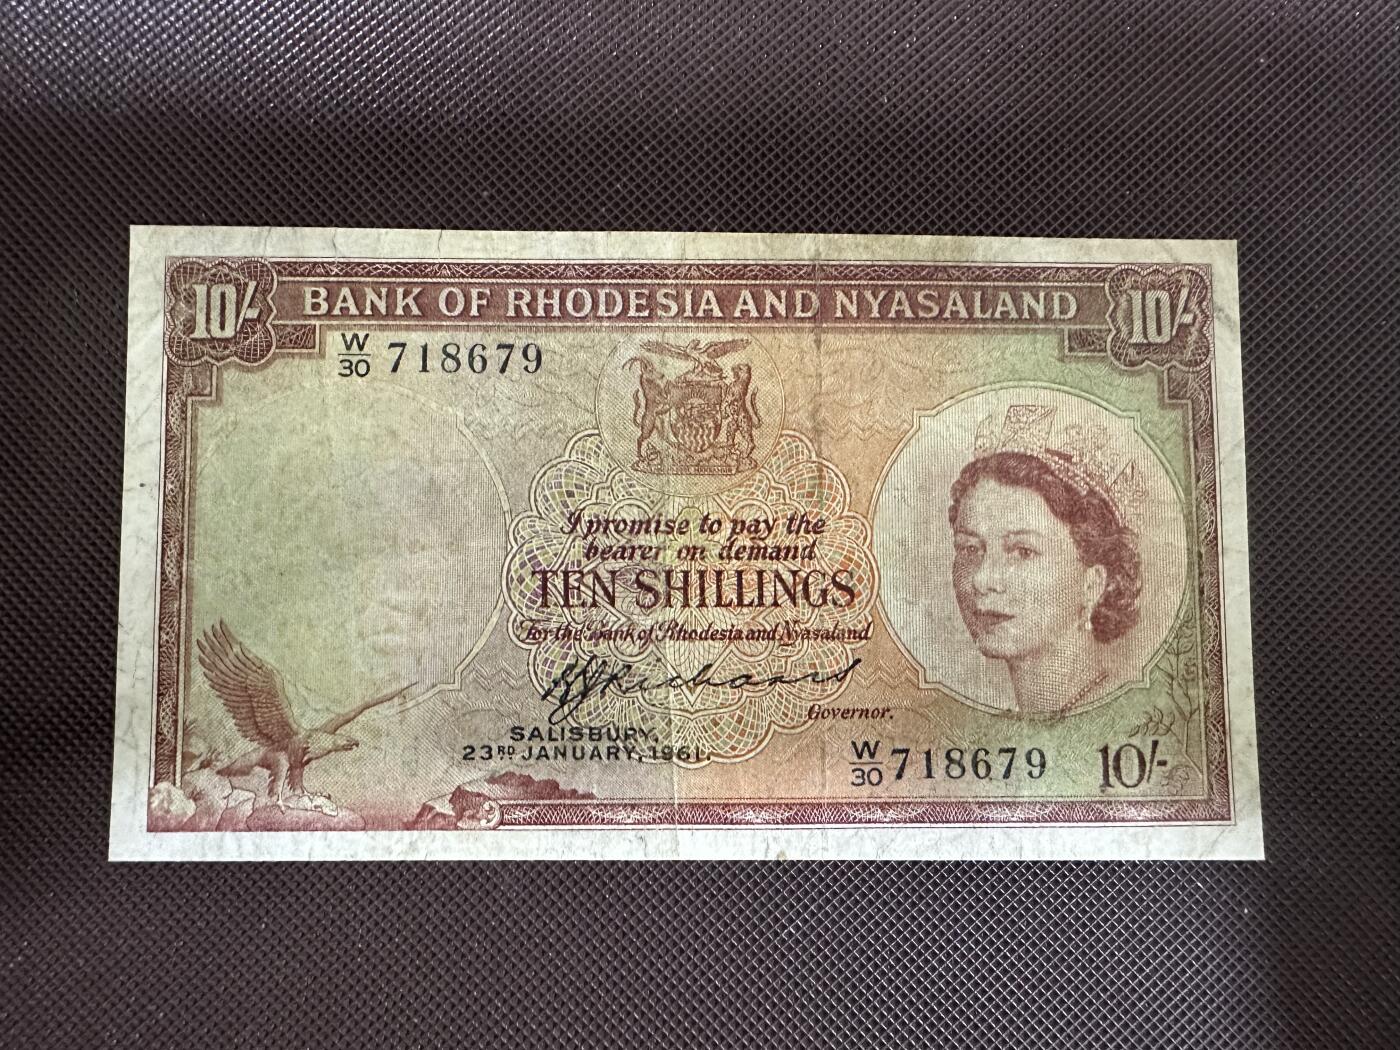 10/- BANK OF RHODESIA AND NYASALAND 10/-
W/30 718679
I promise to pay the
bearer on demand
TEN SHILLINGS
For the Bank of Rhodesia and Nyasaland
Governor.
SALISBURY,
23RD JANUARY, 1961.
W/30 718679 10/-